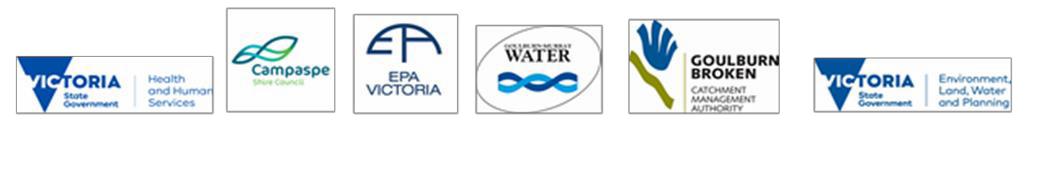 VICTORIA
State
Government
Health
and Human
Services
Campaspe
Shire Council
EPA
VICTORIA
GOULBURN-MURRAY
WATER
GOULBURN
BROKEN
CATCHMENT
MANAGEMENT
AUTHORITY
VICTORIA
State
Government
Environment,
Land, Water
and Planning